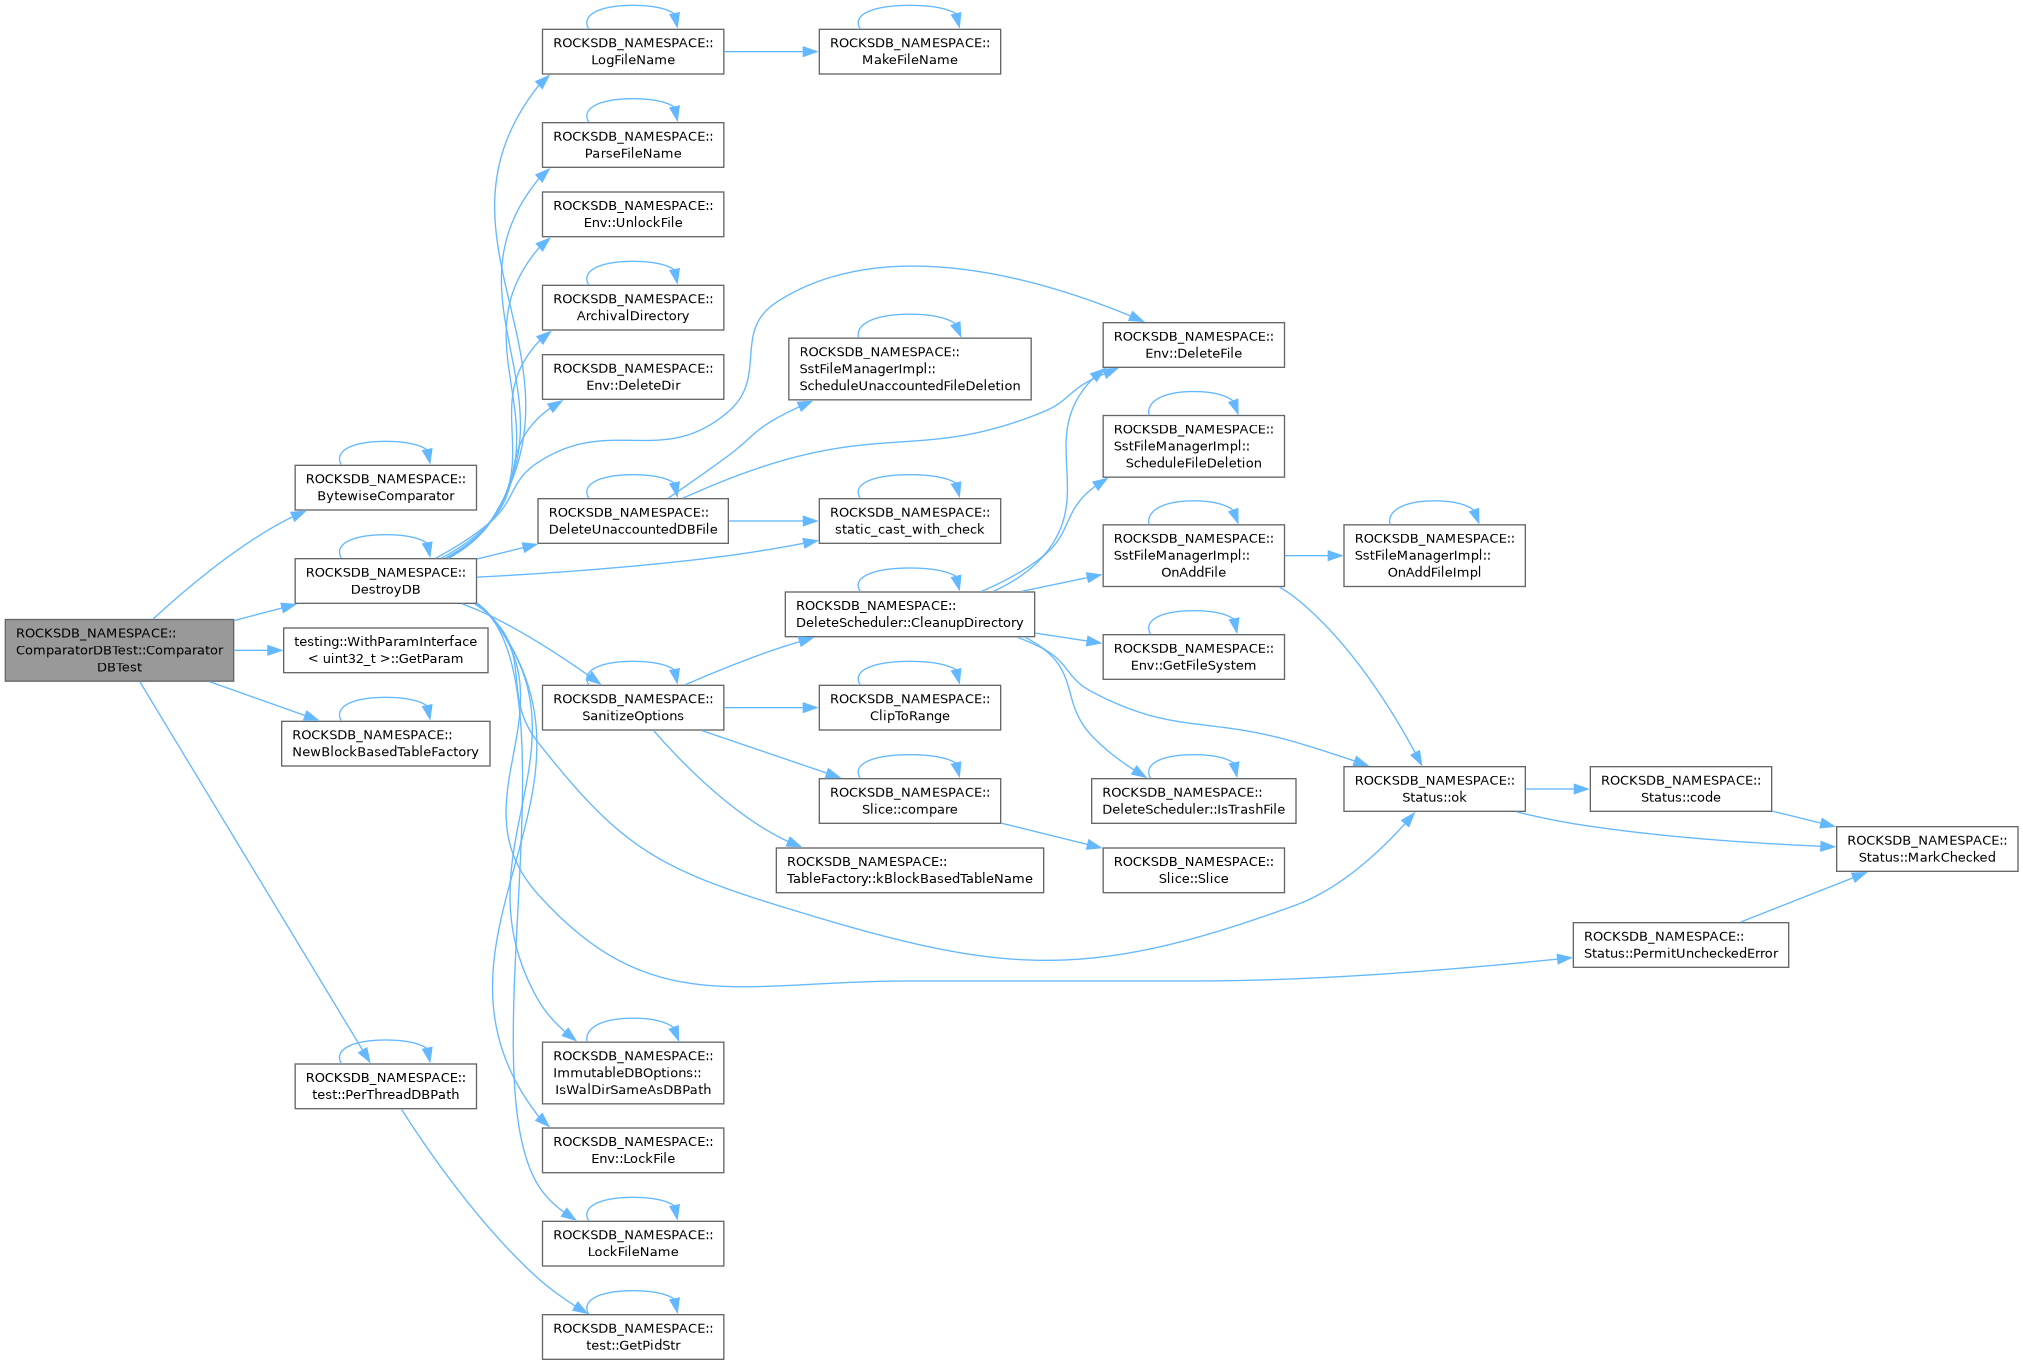 ROCKSDB_NAMESPACE::
ComparatorDBTest::Comparator
DBTest
ROCKSDB_NAMESPACE::
BytewiseComparator
ROCKSDB_NAMESPACE::
DestroyDB
testing::WithParamInterface
< uint32_t >::GetParam
ROCKSDB_NAMESPACE::
NewBlockBasedTableFactory
ROCKSDB_NAMESPACE::
test::PerThreadDBPath
ROCKSDB_NAMESPACE::
LogFileName
ROCKSDB_NAMESPACE::
ParseFileName
ROCKSDB_NAMESPACE::
Env::UnlockFile
ROCKSDB_NAMESPACE::
ArchivalDirectory
ROCKSDB_NAMESPACE::
Env::DeleteDir
ROCKSDB_NAMESPACE::
DeleteUnaccountedDBFile
ROCKSDB_NAMESPACE::
SanitizeOptions
ROCKSDB_NAMESPACE::
ImmutableDBOptions::
IsWalDirSameAsDBPath
ROCKSDB_NAMESPACE::
Env::LockFile
ROCKSDB_NAMESPACE::
LockFileName
ROCKSDB_NAMESPACE::
test::GetPidStr
ROCKSDB_NAMESPACE::
MakeFileName
ROCKSDB_NAMESPACE::
SstFileManagerImpl::
ScheduleUnaccountedFileDeletion
ROCKSDB_NAMESPACE::
static_cast_with_check
ROCKSDB_NAMESPACE::
DeleteScheduler::CleanupDirectory
ROCKSDB_NAMESPACE::
ClipToRange
ROCKSDB_NAMESPACE::
Slice::compare
ROCKSDB_NAMESPACE::
TableFactory::kBlockBasedTableName
ROCKSDB_NAMESPACE::
Env::DeleteFile
ROCKSDB_NAMESPACE::
SstFileManagerImpl::
ScheduleFileDeletion
ROCKSDB_NAMESPACE::
SstFileManagerImpl::
OnAddFile
ROCKSDB_NAMESPACE::
Env::GetFileSystem
ROCKSDB_NAMESPACE::
DeleteScheduler::IsTrashFile
ROCKSDB_NAMESPACE::
Slice::Slice
ROCKSDB_NAMESPACE::
SstFileManagerImpl::
OnAddFileImpl
ROCKSDB_NAMESPACE::
Status::ok
ROCKSDB_NAMESPACE::
Status::code
ROCKSDB_NAMESPACE::
Status::PermitUncheckedError
ROCKSDB_NAMESPACE::
Status::MarkChecked